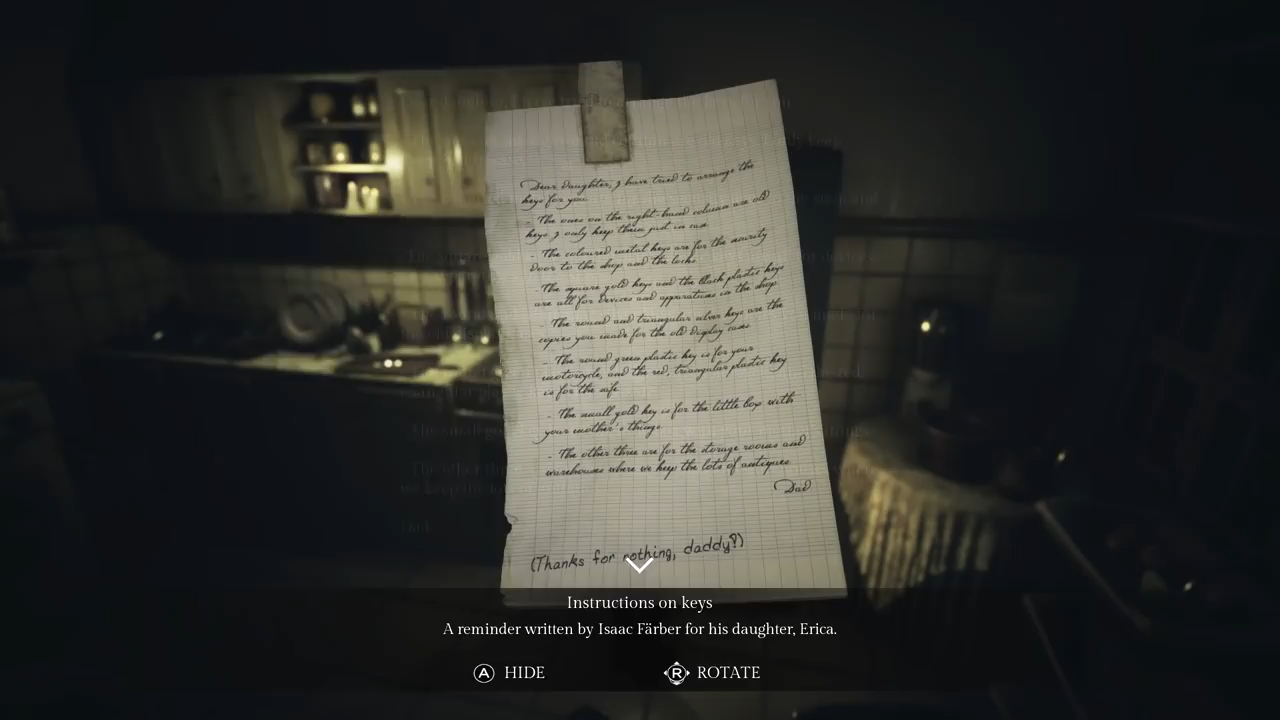 Dear daughter, I have tried to arrange the
keys for you.
- The ones on the right-hand column are old
keys I only keep them just in case
- The coloured metal keys are for the security
door to the shop and the locks.
- The square gold keys and the black plastic keys
are all for devices and apparatuses in the shop
- The round and triangular silver keys are the
copies you made for the old display cases
- The round green plastic key is for your
motorcycle, and the red, triangular plastic key
is for the safe
- The small gold key is for the little box with
your mother's things.
- The other three are for the storage rooms and
warehouses where we keep the lots of antiques
Dad
(Thanks for nothing, daddy?)
Instructions on keys
A reminder written by Isaac Färber for his daughter, Erica.
A HIDE
R ROTATE